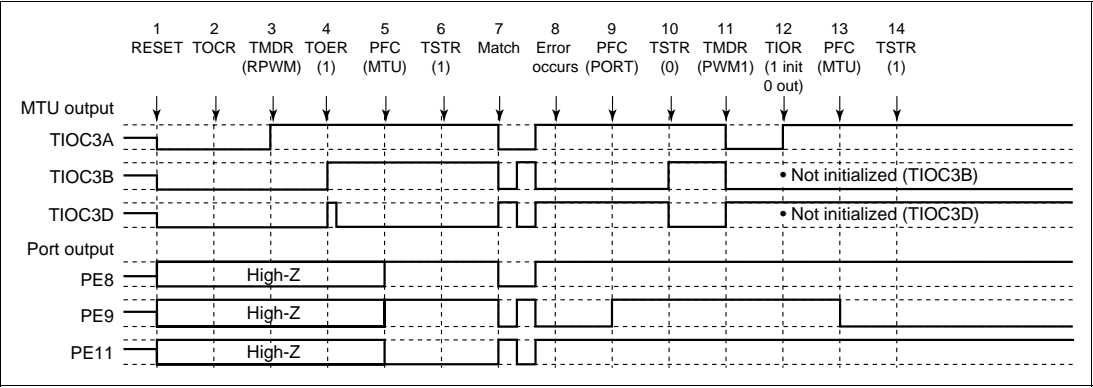 1 2 3 4 5 6 7 8 9 10 11 12 13 14
RESET TOCR TMDR TOER PFC TSTR Match Error PFC TSTR TMDR TIOR PFC TSTR
(RPWM) (1) (MTU) (1) occurs (PORT) (0) (PWM1) (1 init (MTU) (1)
0 out)
MTU output
TIOC3A
TIOC3B
• Not initialized (TIOC3B)
TIOC3D
• Not initialized (TIOC3D)
Port output
PE8
High-Z
PE9
High-Z
PE11
High-Z